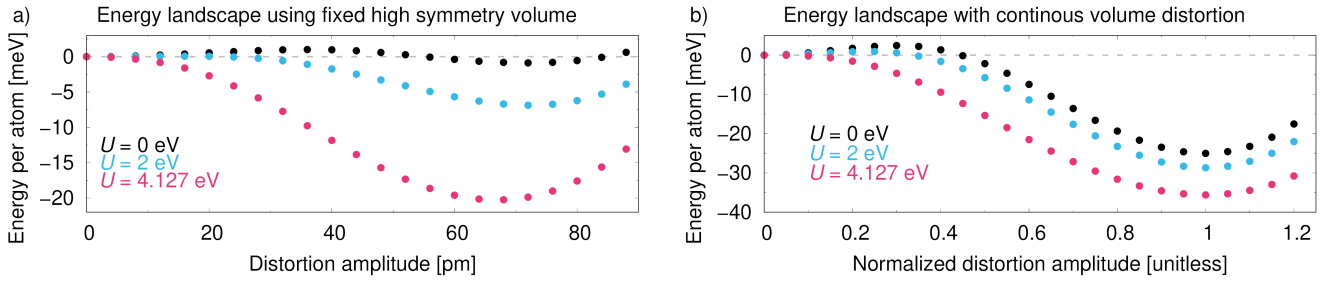 a)
Energy landscape using fixed high symmetry volume
Energy per atom [meV]
0
−5
−10
−15
−20
U = 0 eV
U = 2 eV
U = 4.127 eV
0 20 40 60 80
Distortion amplitude [pm]
b)
Energy landscape with continous volume distortion
Energy per atom [meV]
0
−10
−20
−30
−40
U = 0 eV
U = 2 eV
U = 4.127 eV
0 0.2 0.4 0.6 0.8 1 1.2
Normalized distortion amplitude [unitless]